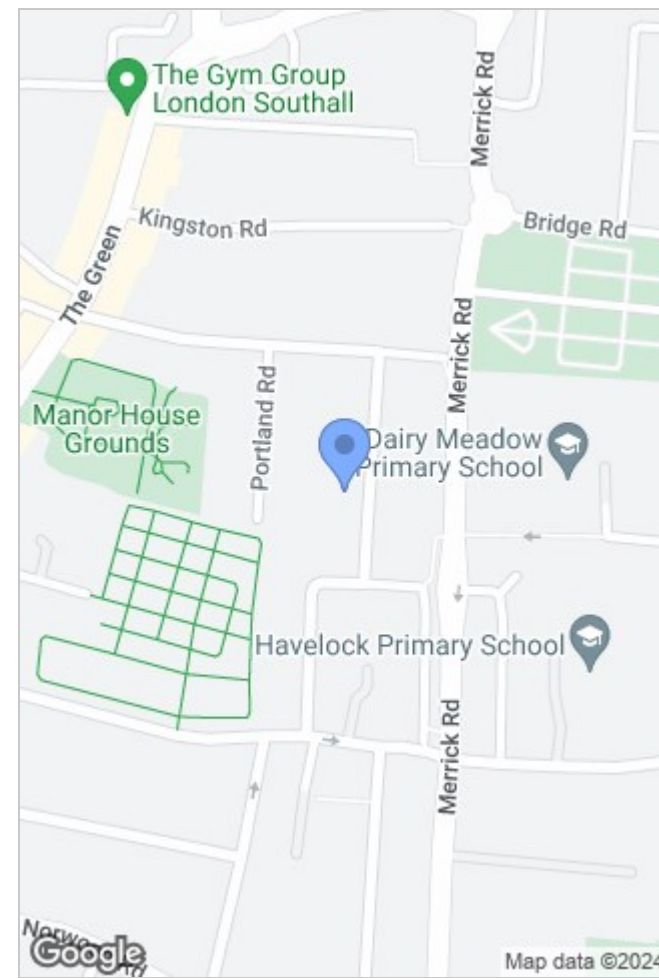 The Gym Group
London Southall
Merrick Rd
Kingston Rd
Bridge Rd
The Green
Merrick Rd
Manor House
Grounds
Portland Rd
Dairy Meadow
Primary School
Havelock Primary School
Merrick Rd
Google
Map data ©2024